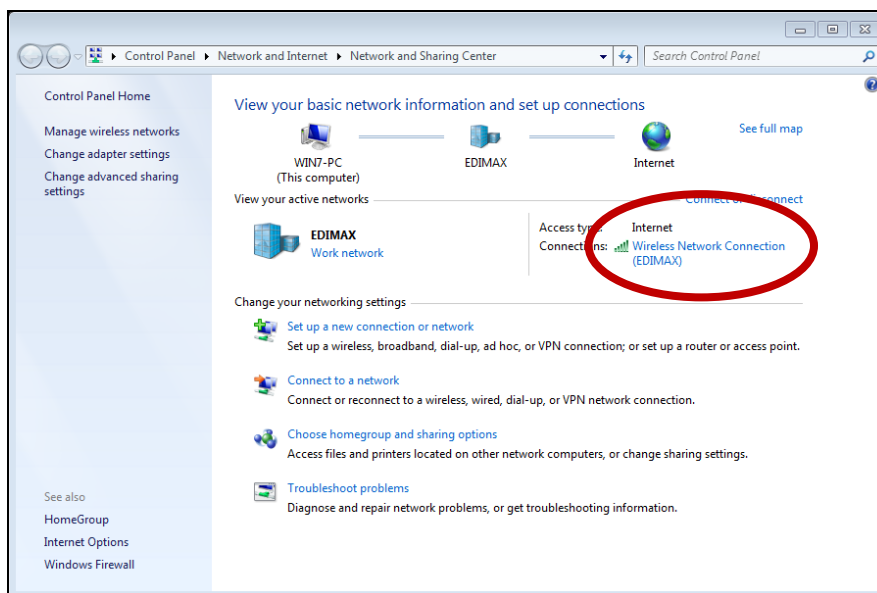 Control Panel Network and Internet Network and Sharing Center Search Control Panel
Control Panel Home
Manage wireless networks
Change adapter settings
Change advanced sharing
settings
See also
HomeGroup
Internet Options
Windows Firewall
View your basic network information and set up connections
See full map
WIN7-PC
(This computer)
EDIMAX
Internet
View your active networks
Connect or disconnect
EDIMAX
Work network
Access type: Internet
Connections: Wireless Network Connection
(EDIMAX)
Change your networking settings
Set up a new connection or network
Set up a wireless, broadband, dial-up, ad hoc, or VPN connection; or set up a router or access point.
Connect to a network
Connect or reconnect to a wireless, wired, dial-up, or VPN network connection.
Choose homegroup and sharing options
Access files and printers located on other network computers, or change sharing settings.
Troubleshoot problems
Diagnose and repair network problems, or get troubleshooting information.